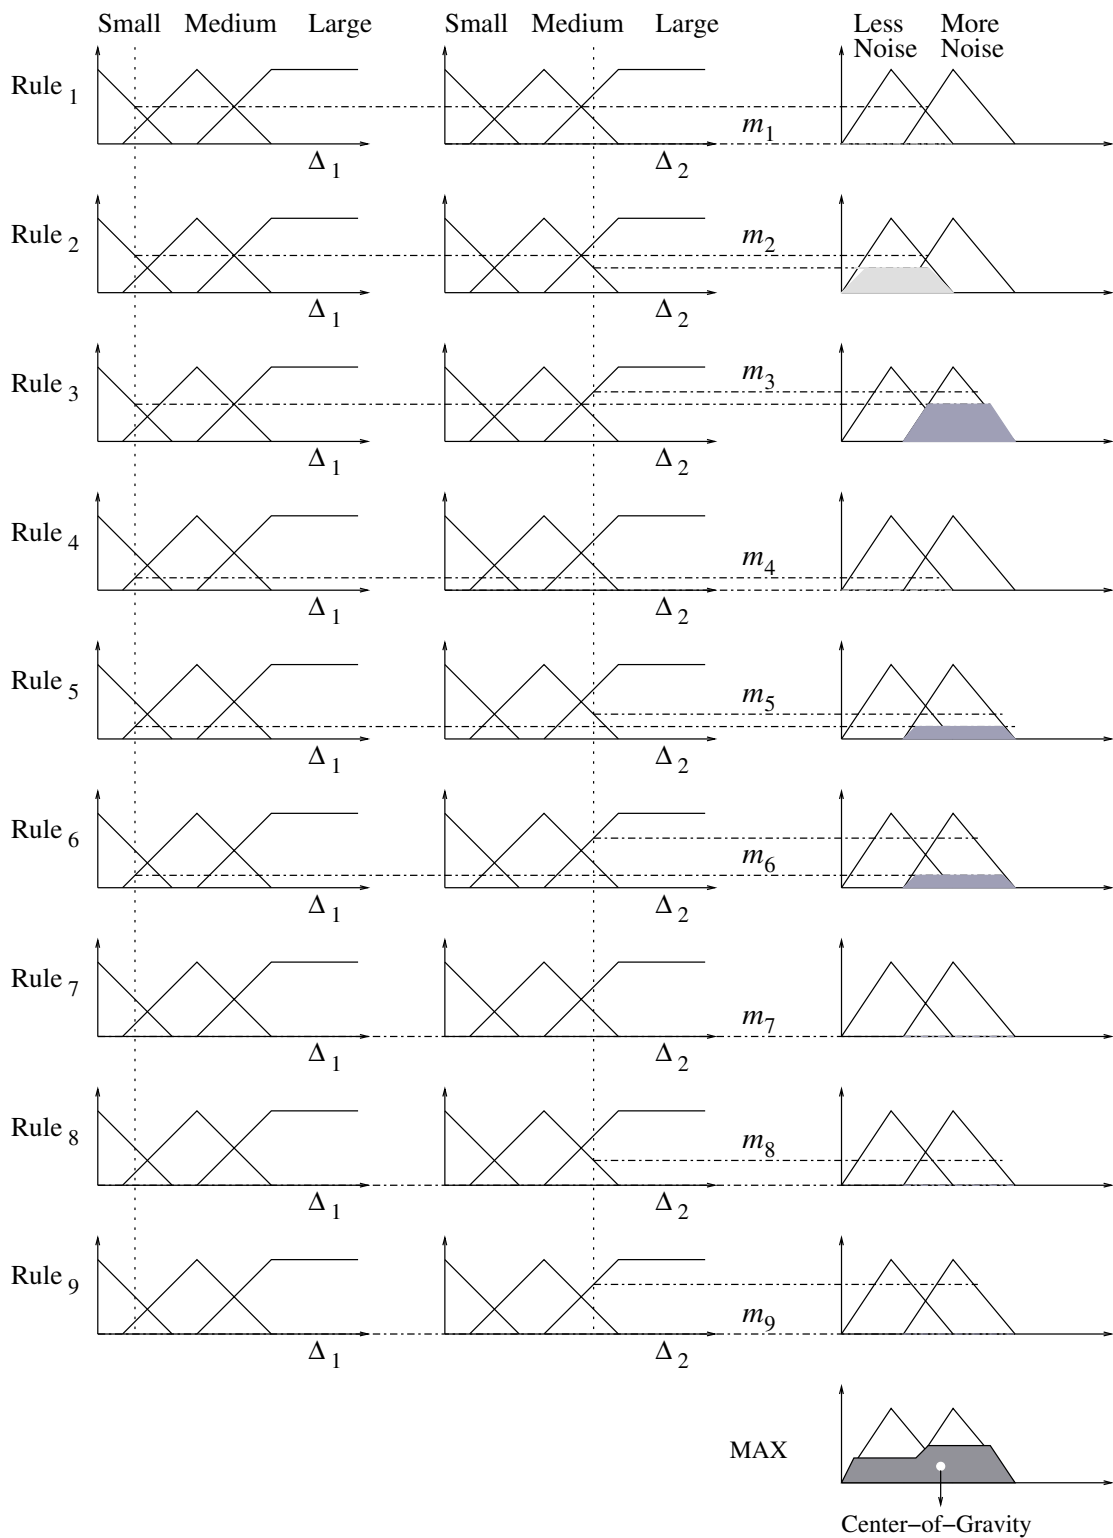 Small Medium Large Small Medium Large Less Noise More Noise
Rule 1 m1
Δ1 Δ2
Rule 2 m2
Δ1 Δ2
Rule 3 m3
Δ1 Δ2
Rule 4 m4
Δ1 Δ2
Rule 5 m5
Δ1 Δ2
Rule 6 m6
Δ1 Δ2
Rule 7 m7
Δ1 Δ2
Rule 8 m8
Δ1 Δ2
Rule 9 m9
Δ1 Δ2
MAX
Center-of-Gravity